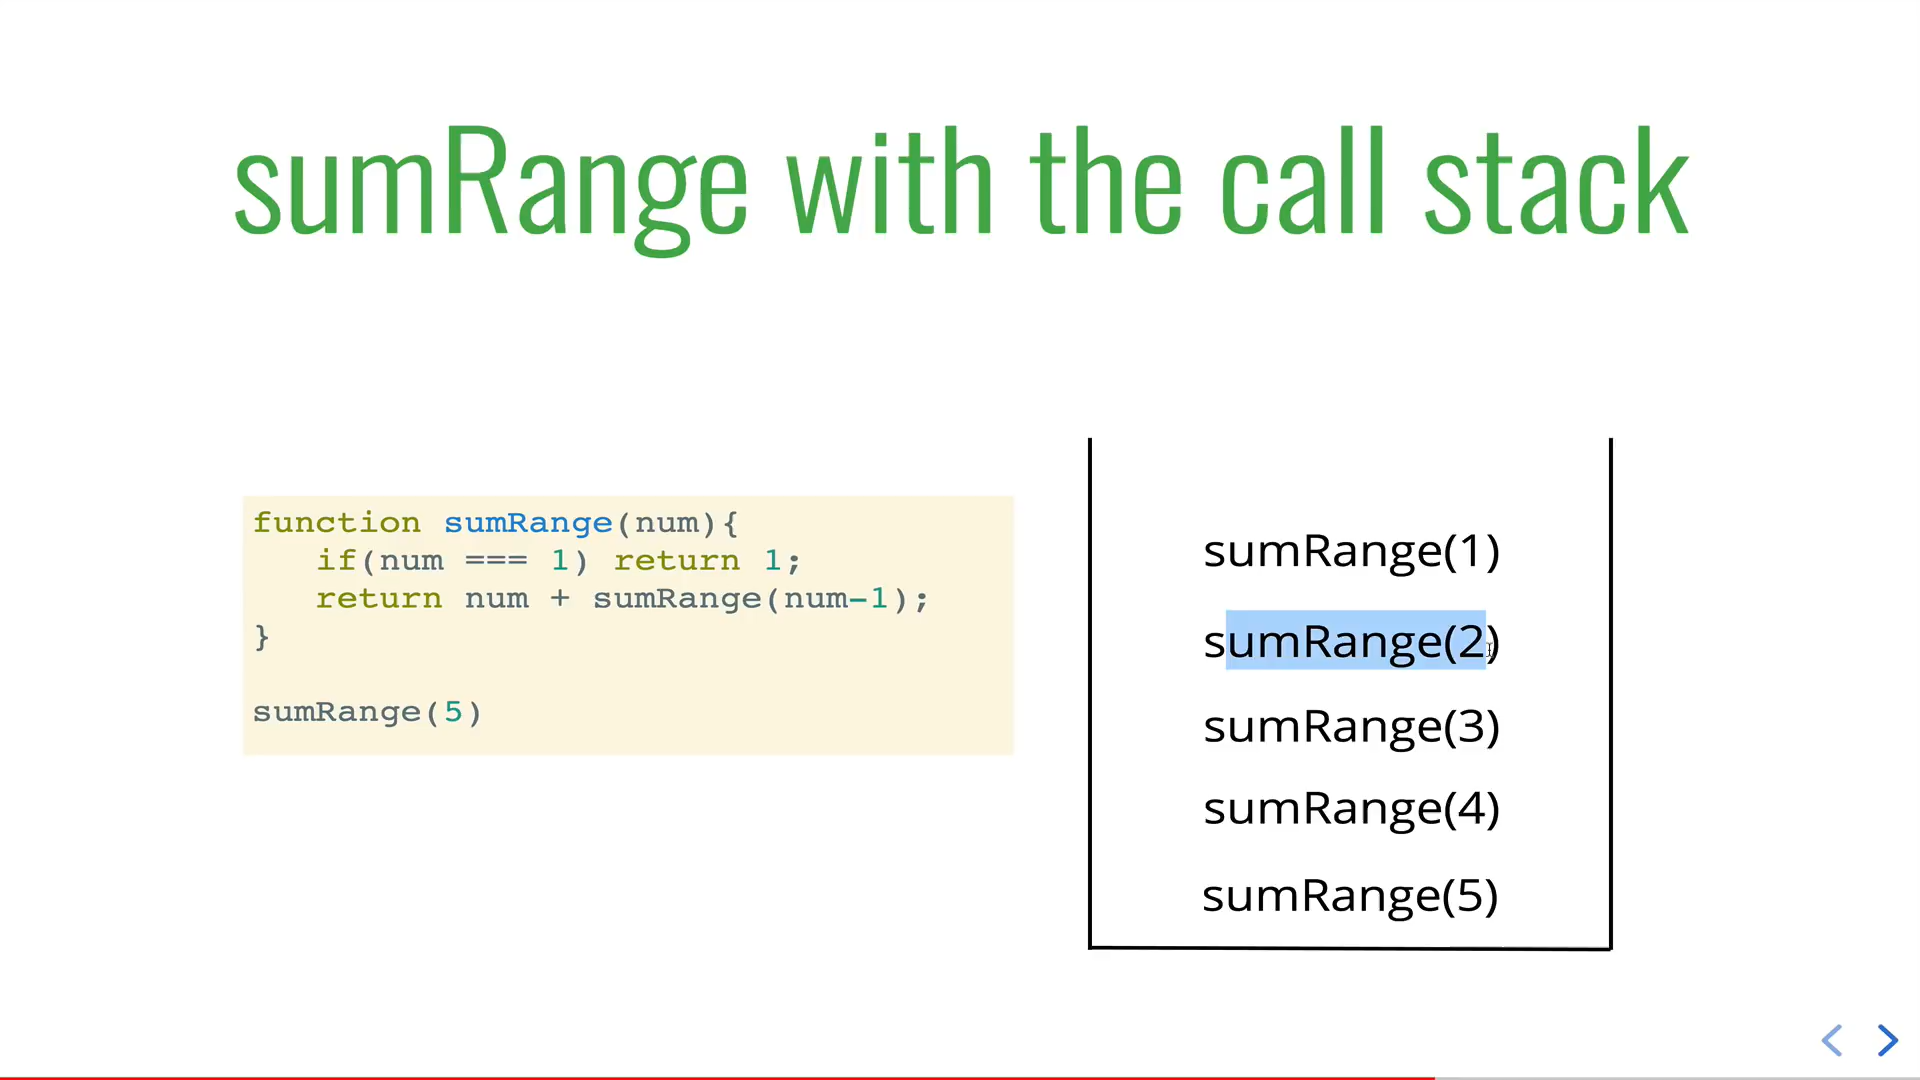 sumRange with the call stack
function sumRange(num){
   if(num === 1) return 1;
   return num + sumRange(num-1);
}
sumRange(5)
sumRange(1)
sumRange(2)
sumRange(3)
sumRange(4)
sumRange(5)